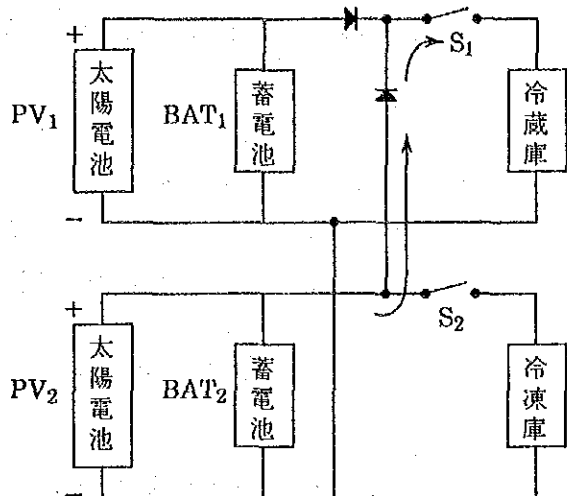 +
PV₁
太陽電池
−
BAT₁
蓄電池
S₁
冷蔵庫
+
PV₂
太陽電池
−
BAT₂
蓄電池
S₂
冷凍庫